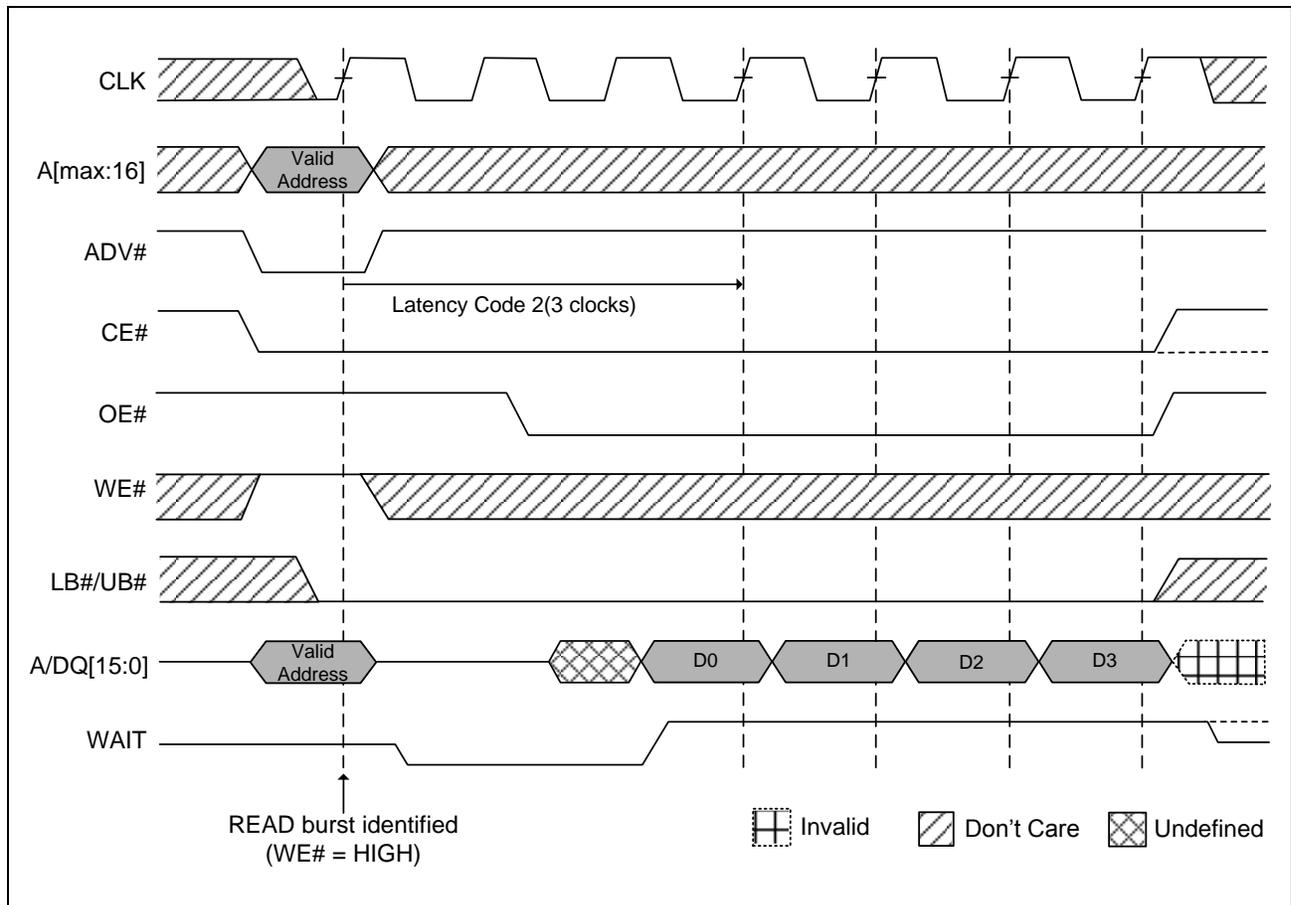 CLK
A[max:16]
Valid
Address
ADV#
Latency Code 2(3 clocks)
CE#
OE#
WE#
LB#/UB#
A/DQ[15:0]
Valid
Address
D0
D1
D2
D3
WAIT
READ burst identified
(WE# = HIGH)
Invalid
Don't Care
Undefined